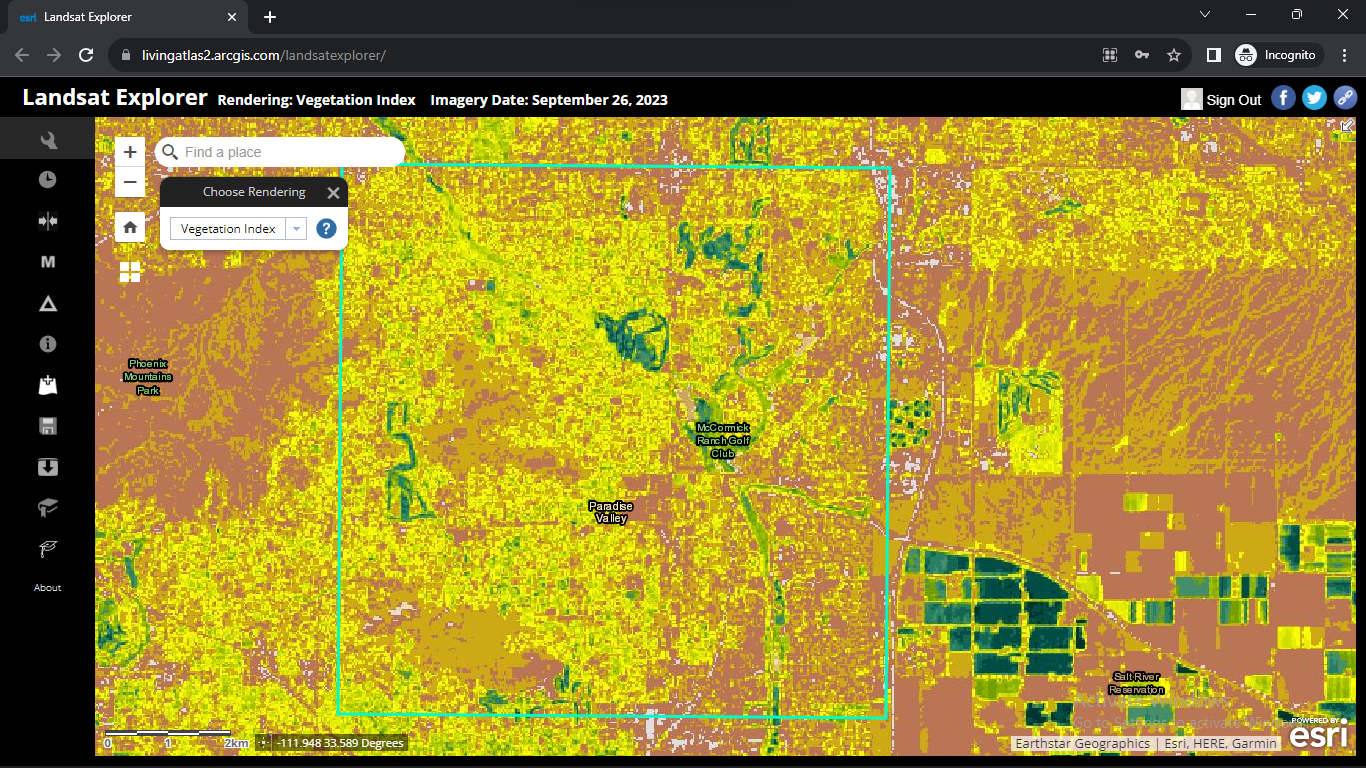 esri Landsat Explorer
livingatlas2.arcgis.com/landsatexplorer/
Incognito
Landsat Explorer Rendering: Vegetation Index Imagery Date: September 26, 2023
Sign Out
Find a place
Choose Rendering
Vegetation Index
?
M
About
Phoenix
Mountains
Park
McCormick
Ranch Golf
Club
Paradise
Valley
Salt River
Reservation
Activate Windows
Go to Settings to activate Windows.
0 1 2km
-111.948 33.589 Degrees
Earthstar Geographics | Esri, HERE, Garmin
POWERED BY
esri